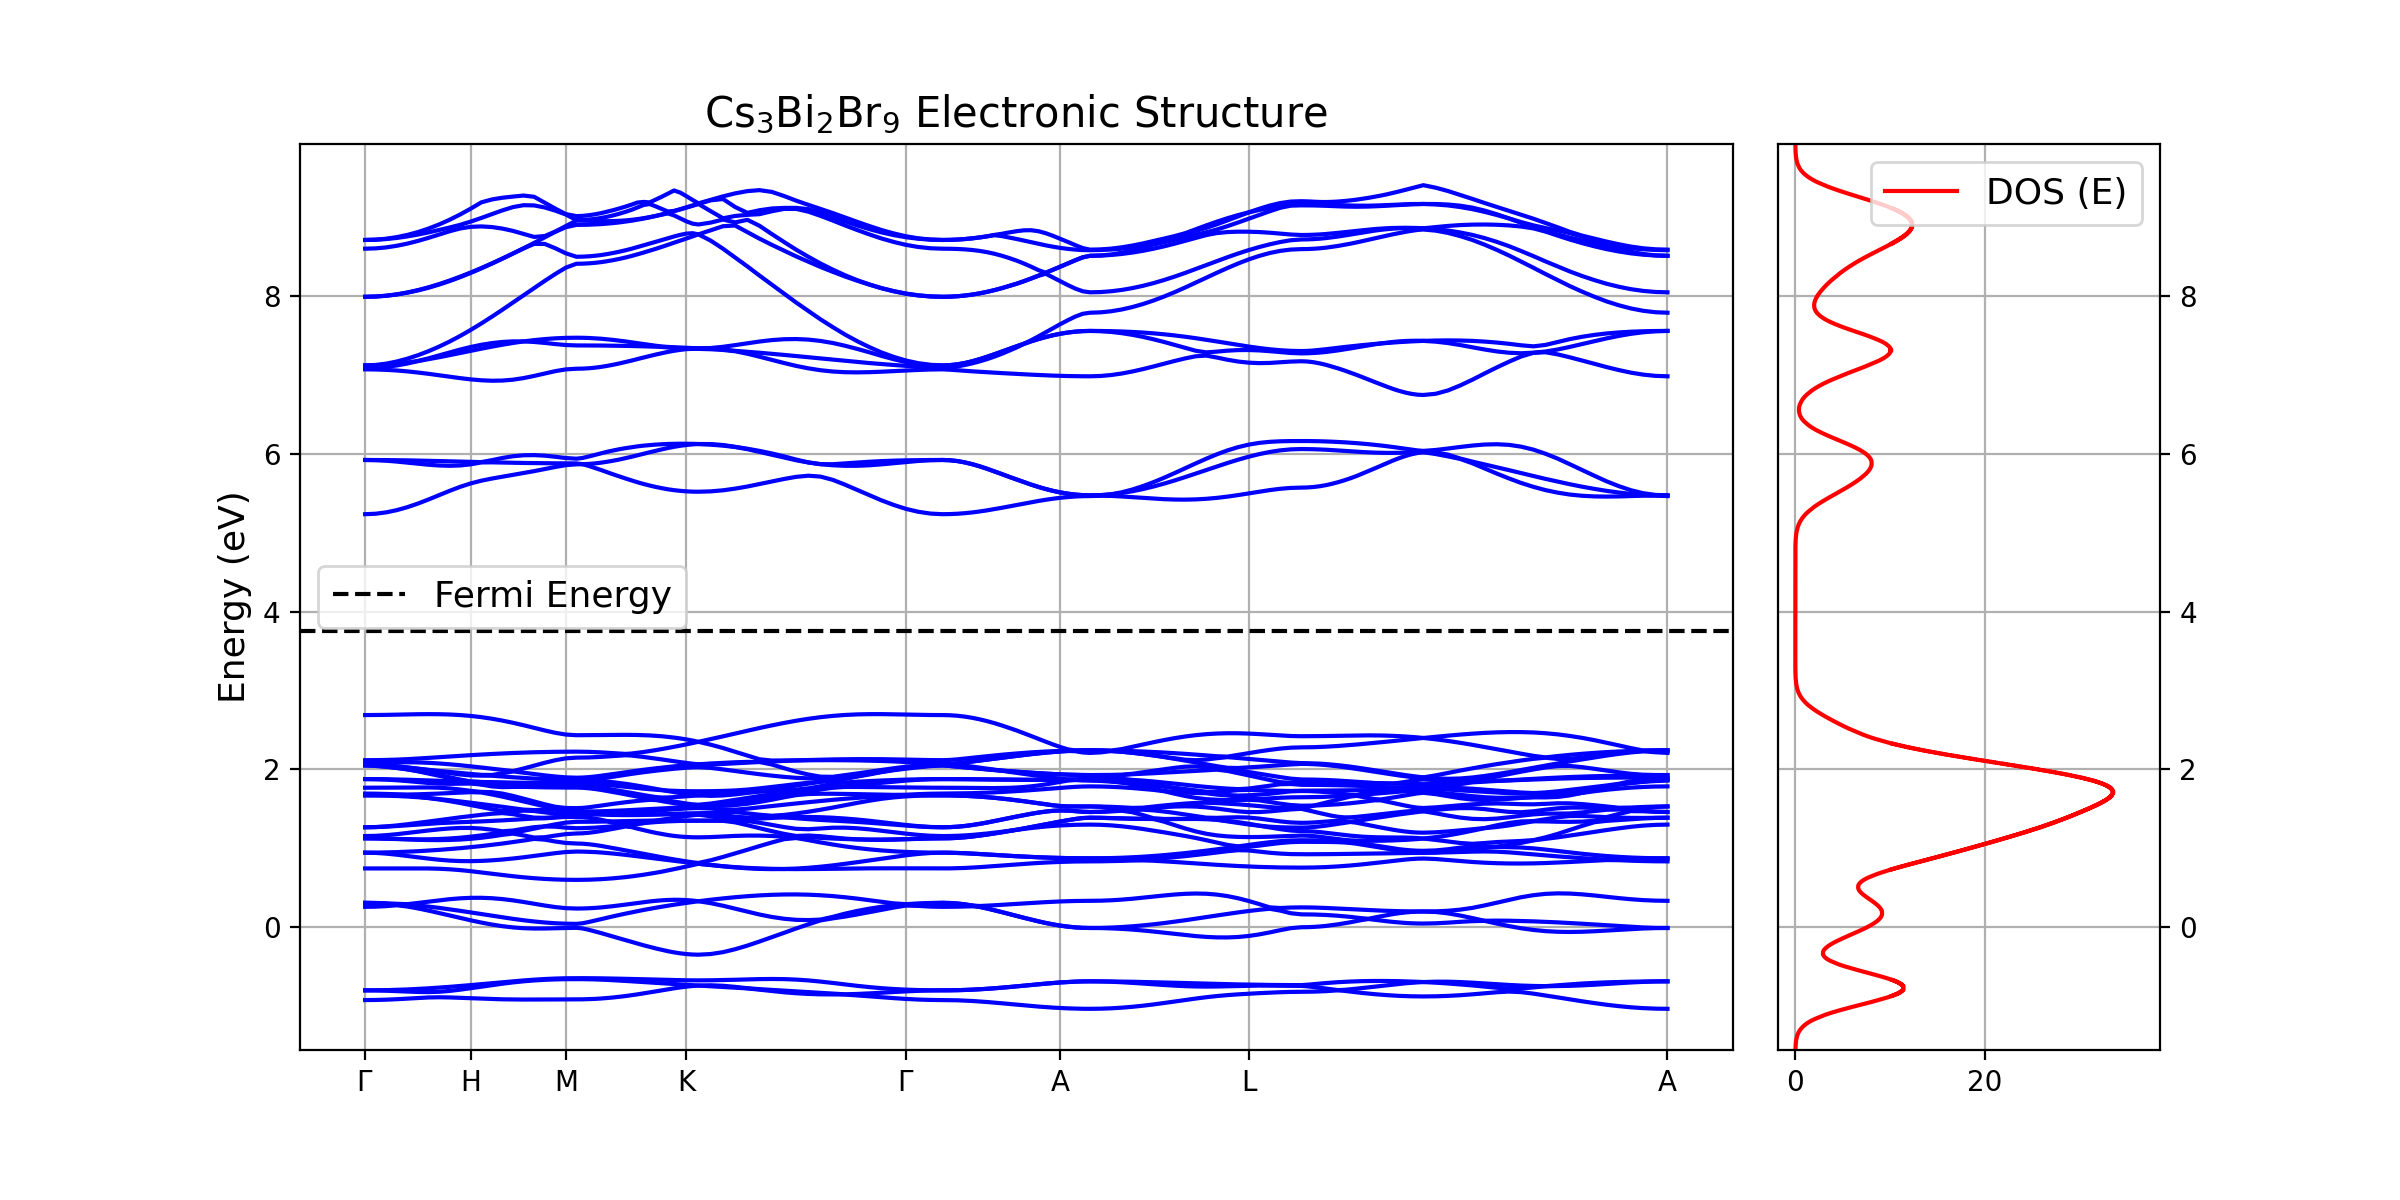 Cs₃Bi₂Br₉ Electronic Structure
DOS (E)
8
8
6
6
Energy (eV)
Fermi Energy
4
4
2
2
0
0
Γ H M K Γ A L A
0 20